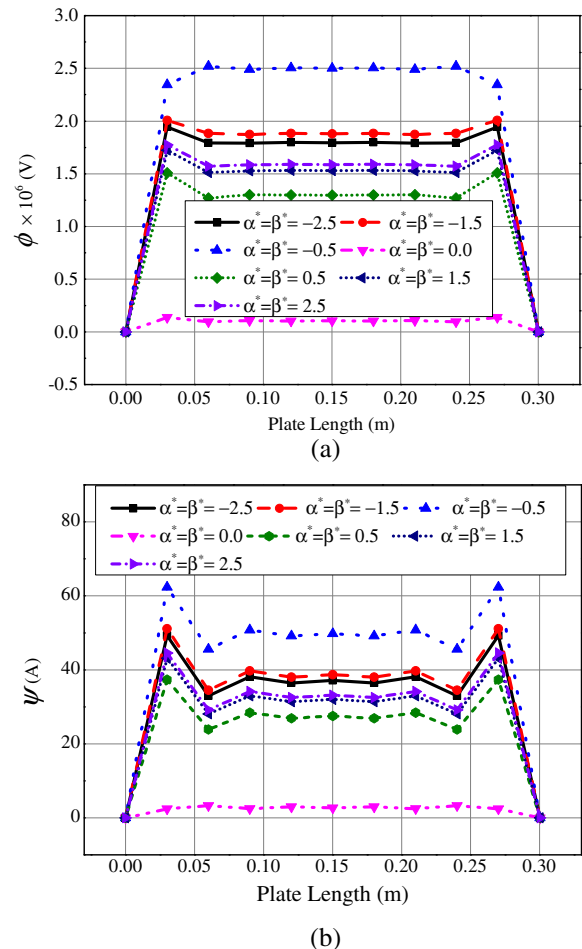 3.0
2.5
2.0
1.5
1.0
0.5
0.0
-0.5
ϕ × 10⁶ (V)
α*=β*= −2.5 α*=β*= −1.5
α*=β*= −0.5 α*=β*= 0.0
α*=β*= 0.5 α*=β*= 1.5
α*=β*= 2.5
0.00 0.05 0.10 0.15 0.20 0.25 0.30
Plate Length (m)
(a)
α*=β*= −2.5 α*=β*= −1.5 α*=β*= −0.5
α*=β*= 0.0 α*=β*= 0.5 α*=β*= 1.5
α*=β*= 2.5
80
60
40
20
0
ψ (A)
0.00 0.05 0.10 0.15 0.20 0.25 0.30
Plate Length (m)
(b)